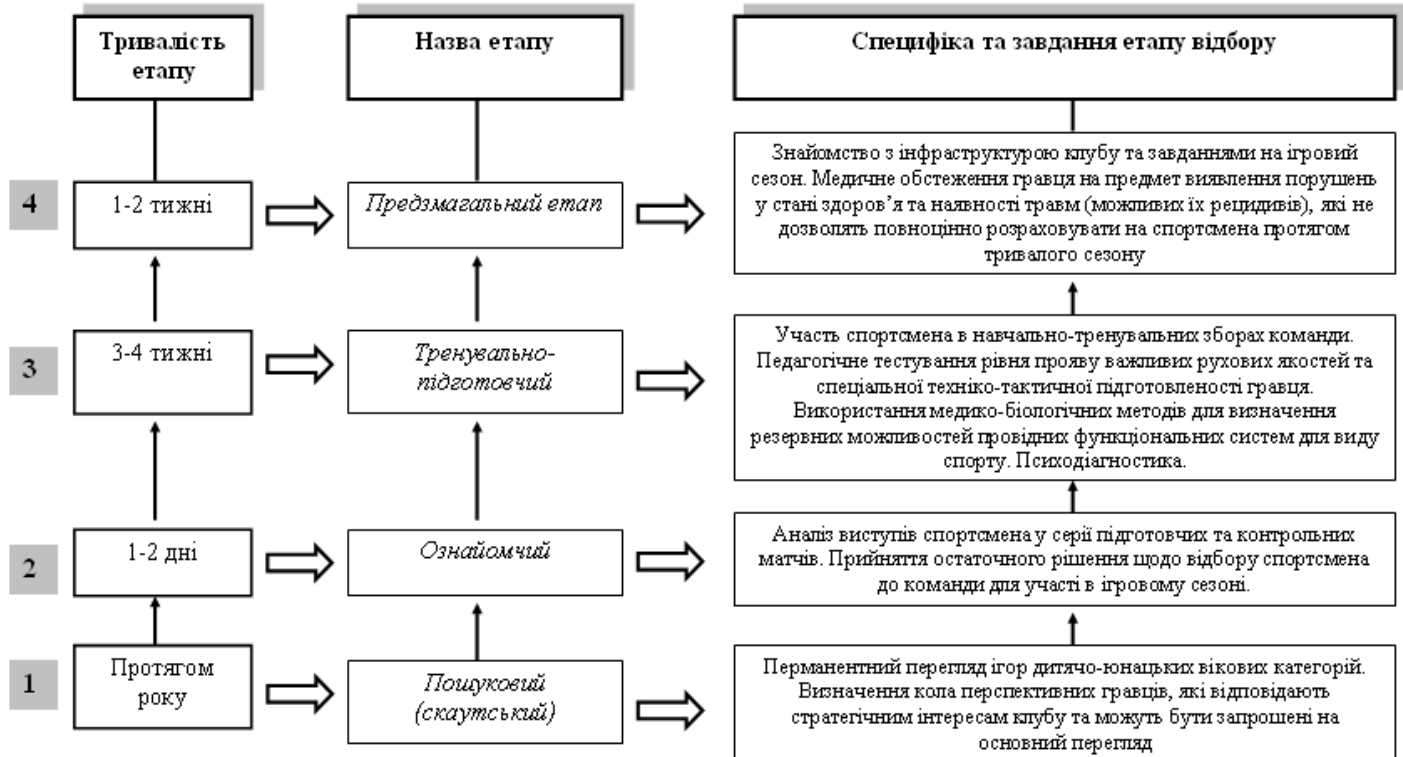 Тривалість
етапу
Назва етапу
Специфіка та завдання етапу відбору
4
1-2 тижні
Предзмагальний етап
Знайомство з інфраструктурою клубу та завданнями на ігровий
сезон. Медичне обстеження гравця на предмет виявлення порушень
у стані здоров’я та наявності травм (можливих їх рецидивів), які не
дозволять повноцінно розраховувати на спортсмена протягом
тривалого сезону
3
3-4 тижні
Тренувально-
підготовчий
Участь спортсмена в навчально-тренувальних зборах команди.
Педагогічне тестування рівня прояву важливих рухових якостей та
спеціальної техніко-тактичної підготовленості гравця.
Використання медико-біологічних методів для визначення
резервних можливостей провідних функціональних систем для виду
спорту. Психодіагностика.
2
1-2 дні
Ознайомчий
Аналіз виступів спортсмена у серії підготовчих та контрольних
матчів. Прийняття остаточного рішення щодо відбору спортсмена
до команди для участі в ігровому сезоні.
1
Протягом
року
Пошуковий
(скаутський)
Перманентний перегляд ігор дитячо-юнацьких вікових категорій.
Визначення кола перспективних гравців, які відповідають
стратегічним інтересам клубу та можуть бути запрошені на
основний перегляд